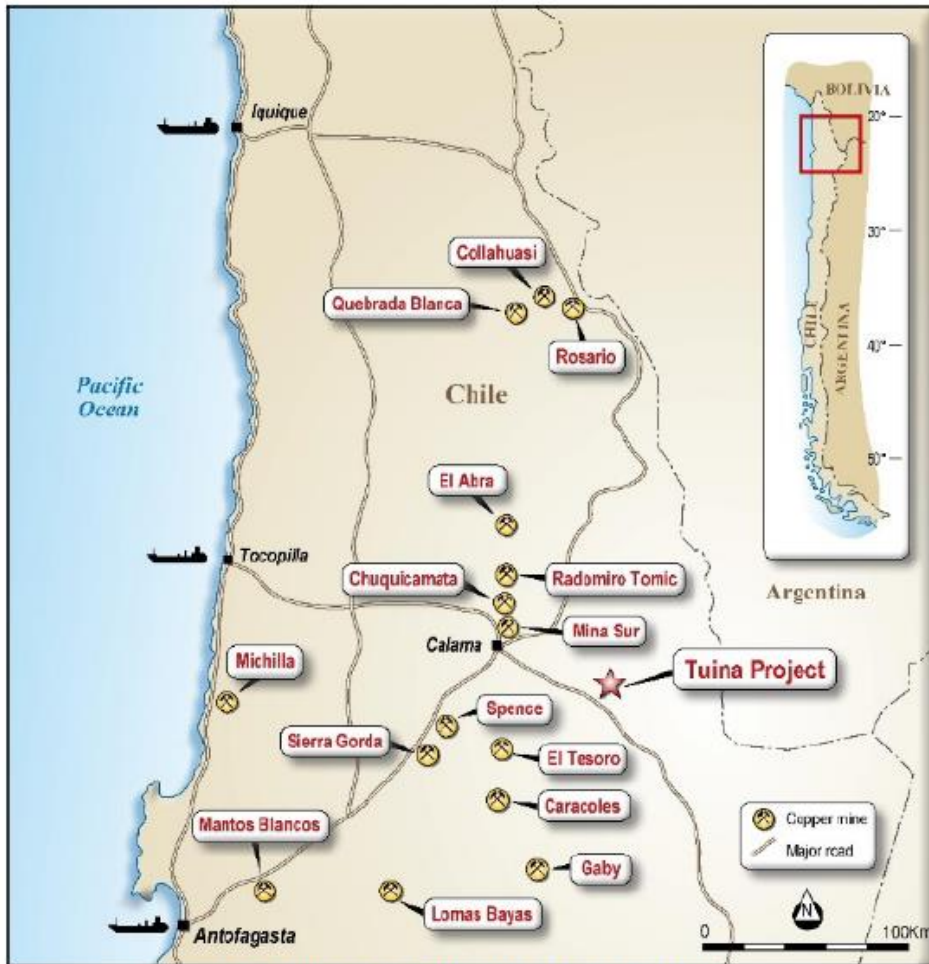 Iquique
Collahuasi
Quebrada Blanca
Rosario
Pacific
Ocean
Chile
El Abra
Tocopilla
Chuquicamata
Radomiro Tomic
Argentina
Calama
Mina Sur
Michilla
Tuina Project
Spence
Sierra Gorda
El Tesoro
Caracoles
Mantos Blancos
Gaby
Lomas Bayas
Antofagasta
BOLIVIA
20°
30°
CHILE
ARGENTINA
40°
50°
Copper mine
Major road
N
0
100Km